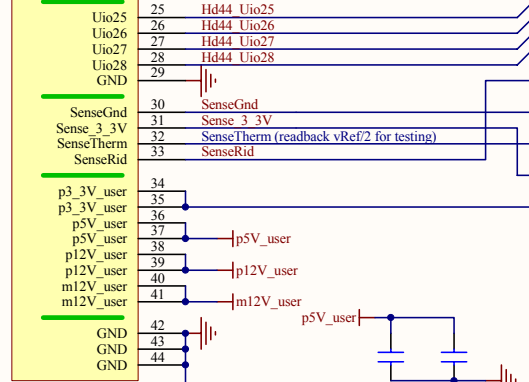 Uio25 25 Hd44_Uio25
Uio26 26 Hd44_Uio26
Uio27 27 Hd44_Uio27
Uio28 28 Hd44_Uio28
GND 29
SenseGnd 30 SenseGnd
Sense_3_3V 31 Sense_3_3V
SenseTherm 32 SenseTherm (readback vRef/2 for testing)
SenseRid 33 SenseRid
p3_3V_user 34
p3_3V_user 35
p5V_user 36
p5V_user 37 p5V_user
p12V_user 38
p12V_user 39 p12V_user
m12V_user 40
m12V_user 41 m12V_user
p5V_user
GND 42
GND 43
GND 44